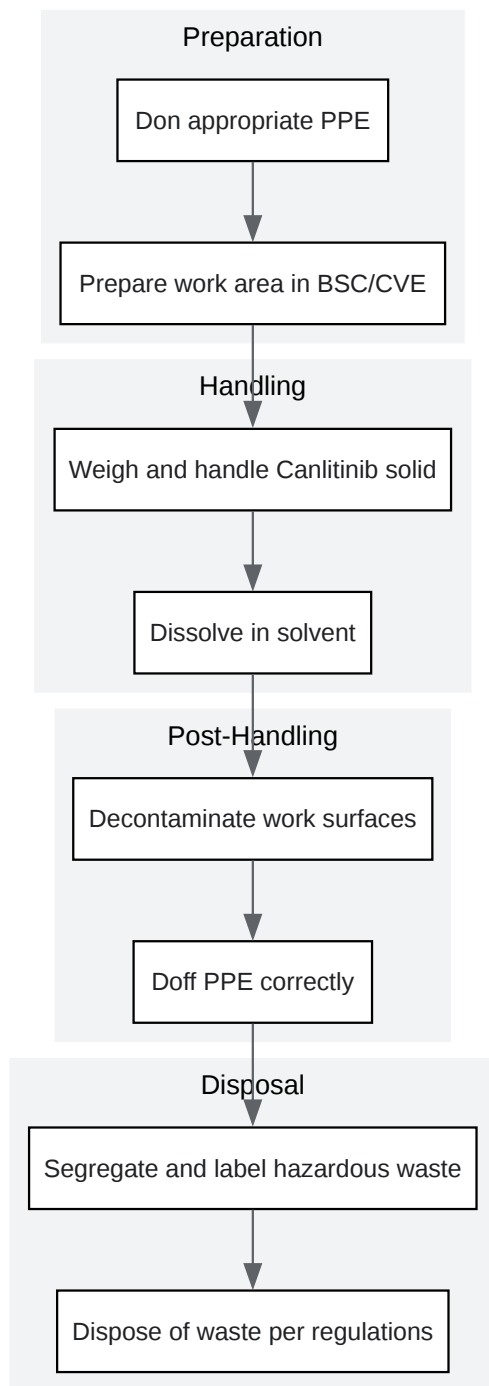 Preparation
Don appropriate PPE
Prepare work area in BSC/CVE
Handling
Weigh and handle Canlitinib solid
Dissolve in solvent
Post-Handling
Decontaminate work surfaces
Doff PPE correctly
Disposal
Segregate and label hazardous waste
Dispose of waste per regulations